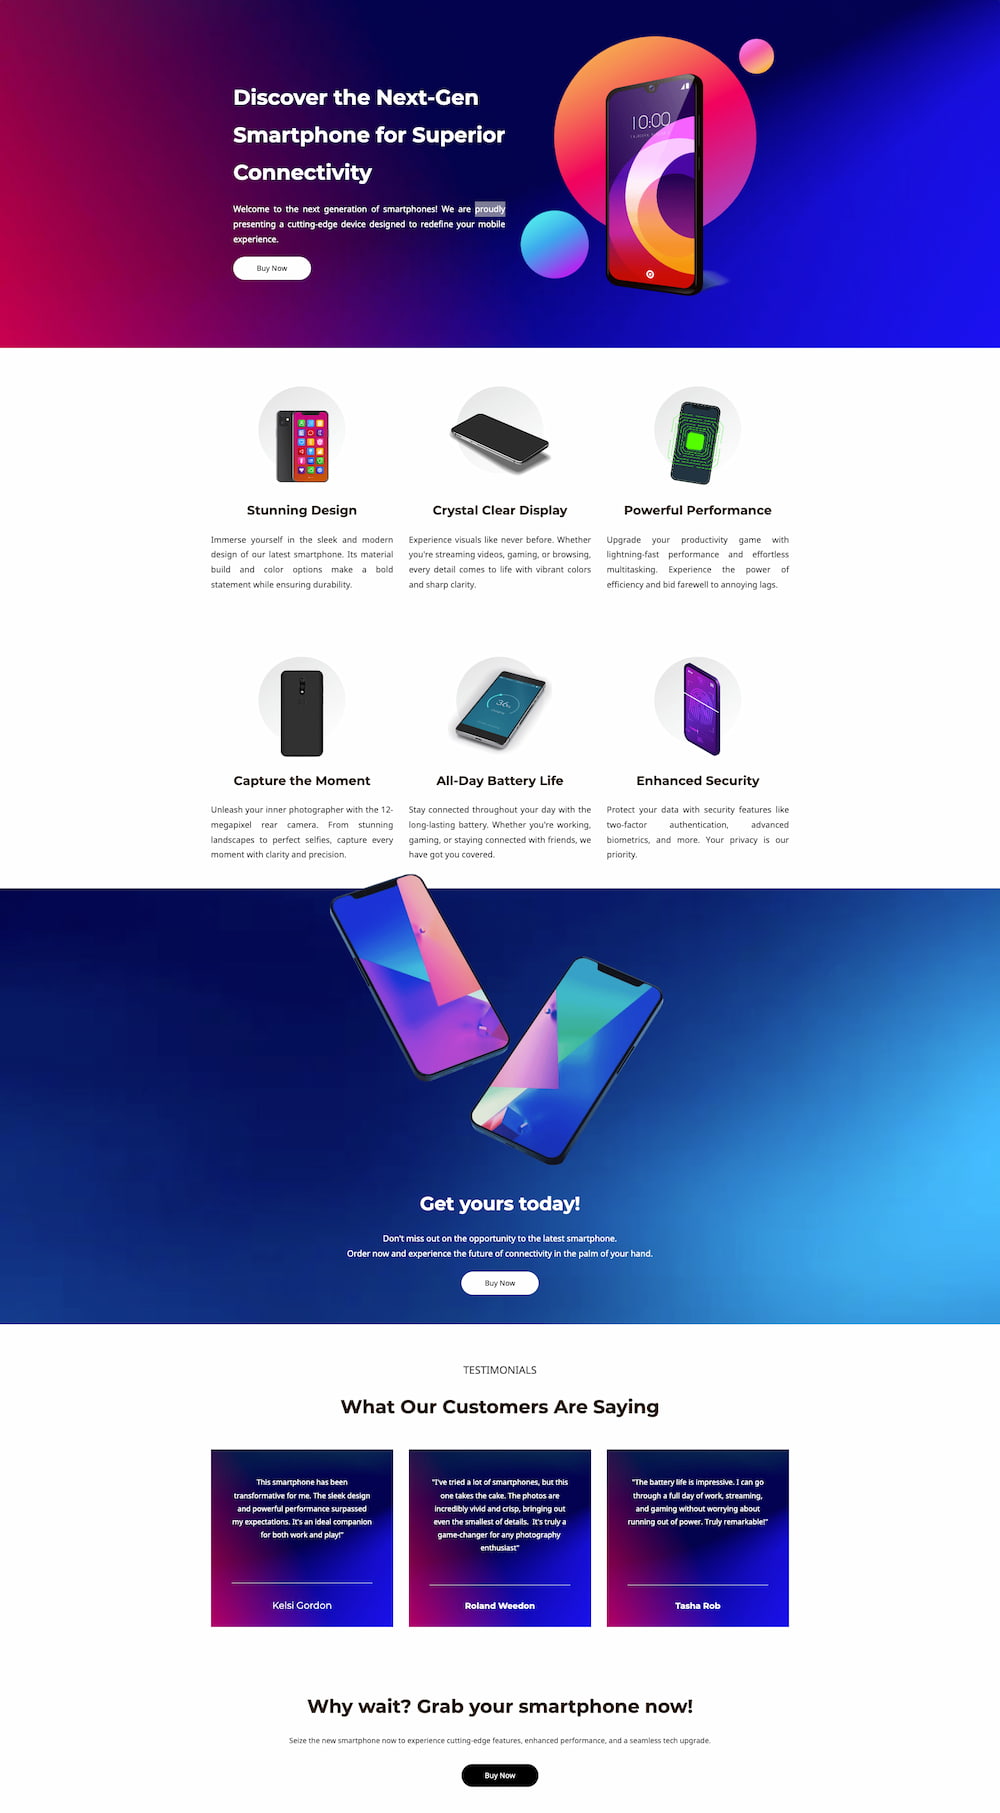 Discover the Next-Gen
Smartphone for Superior
Connectivity
Welcome to the next generation of smartphones! We are proudly
presenting a cutting-edge device designed to redefine your mobile
experience.
Buy Now
10:00
Stunning Design
Immerse yourself in the sleek and modern
design of our latest smartphone. Its material
build and color options make a bold
statement while ensuring durability.
Crystal Clear Display
Experience visuals like never before. Whether
you're streaming videos, gaming, or browsing,
every detail comes to life with vibrant colors
and sharp clarity.
Powerful Performance
Upgrade your productivity game with
lightning-fast performance and effortless
multitasking. Experience the power of
efficiency and bid farewell to annoying lags.
36%
Capture the Moment
Unleash your inner photographer with the 12-
megapixel rear camera. From stunning
landscapes to perfect selfies, capture every
moment with clarity and precision.
All-Day Battery Life
Stay connected throughout your day with the
long-lasting battery. Whether you're working,
gaming, or staying connected with friends, we
have got you covered.
Enhanced Security
Protect your data with security features like
two-factor authentication, advanced
biometrics, and more. Your privacy is our
priority.
Get yours today!
Don't miss out on the opportunity to the latest smartphone.
Order now and experience the future of connectivity in the palm of your hand.
Buy Now
TESTIMONIALS
What Our Customers Are Saying
This smartphone has been
transformative for me. The sleek design
and powerful performance surpassed
my expectations. It's an ideal companion
for both work and play!"
Kelsi Gordon
"I've tried a lot of smartphones, but this
one takes the cake. The photos are
incredibly vivid and crisp, bringing out
even the smallest of details. It's truly a
game-changer for any photography
enthusiast"
Roland Weedon
"The battery life is impressive. I can go
through a full day of work, streaming,
and gaming without worrying about
running out of power. Truly remarkable!"
Tasha Rob
Why wait? Grab your smartphone now!
Seize the new smartphone now to experience cutting-edge features, enhanced performance, and a seamless tech upgrade.
Buy Now